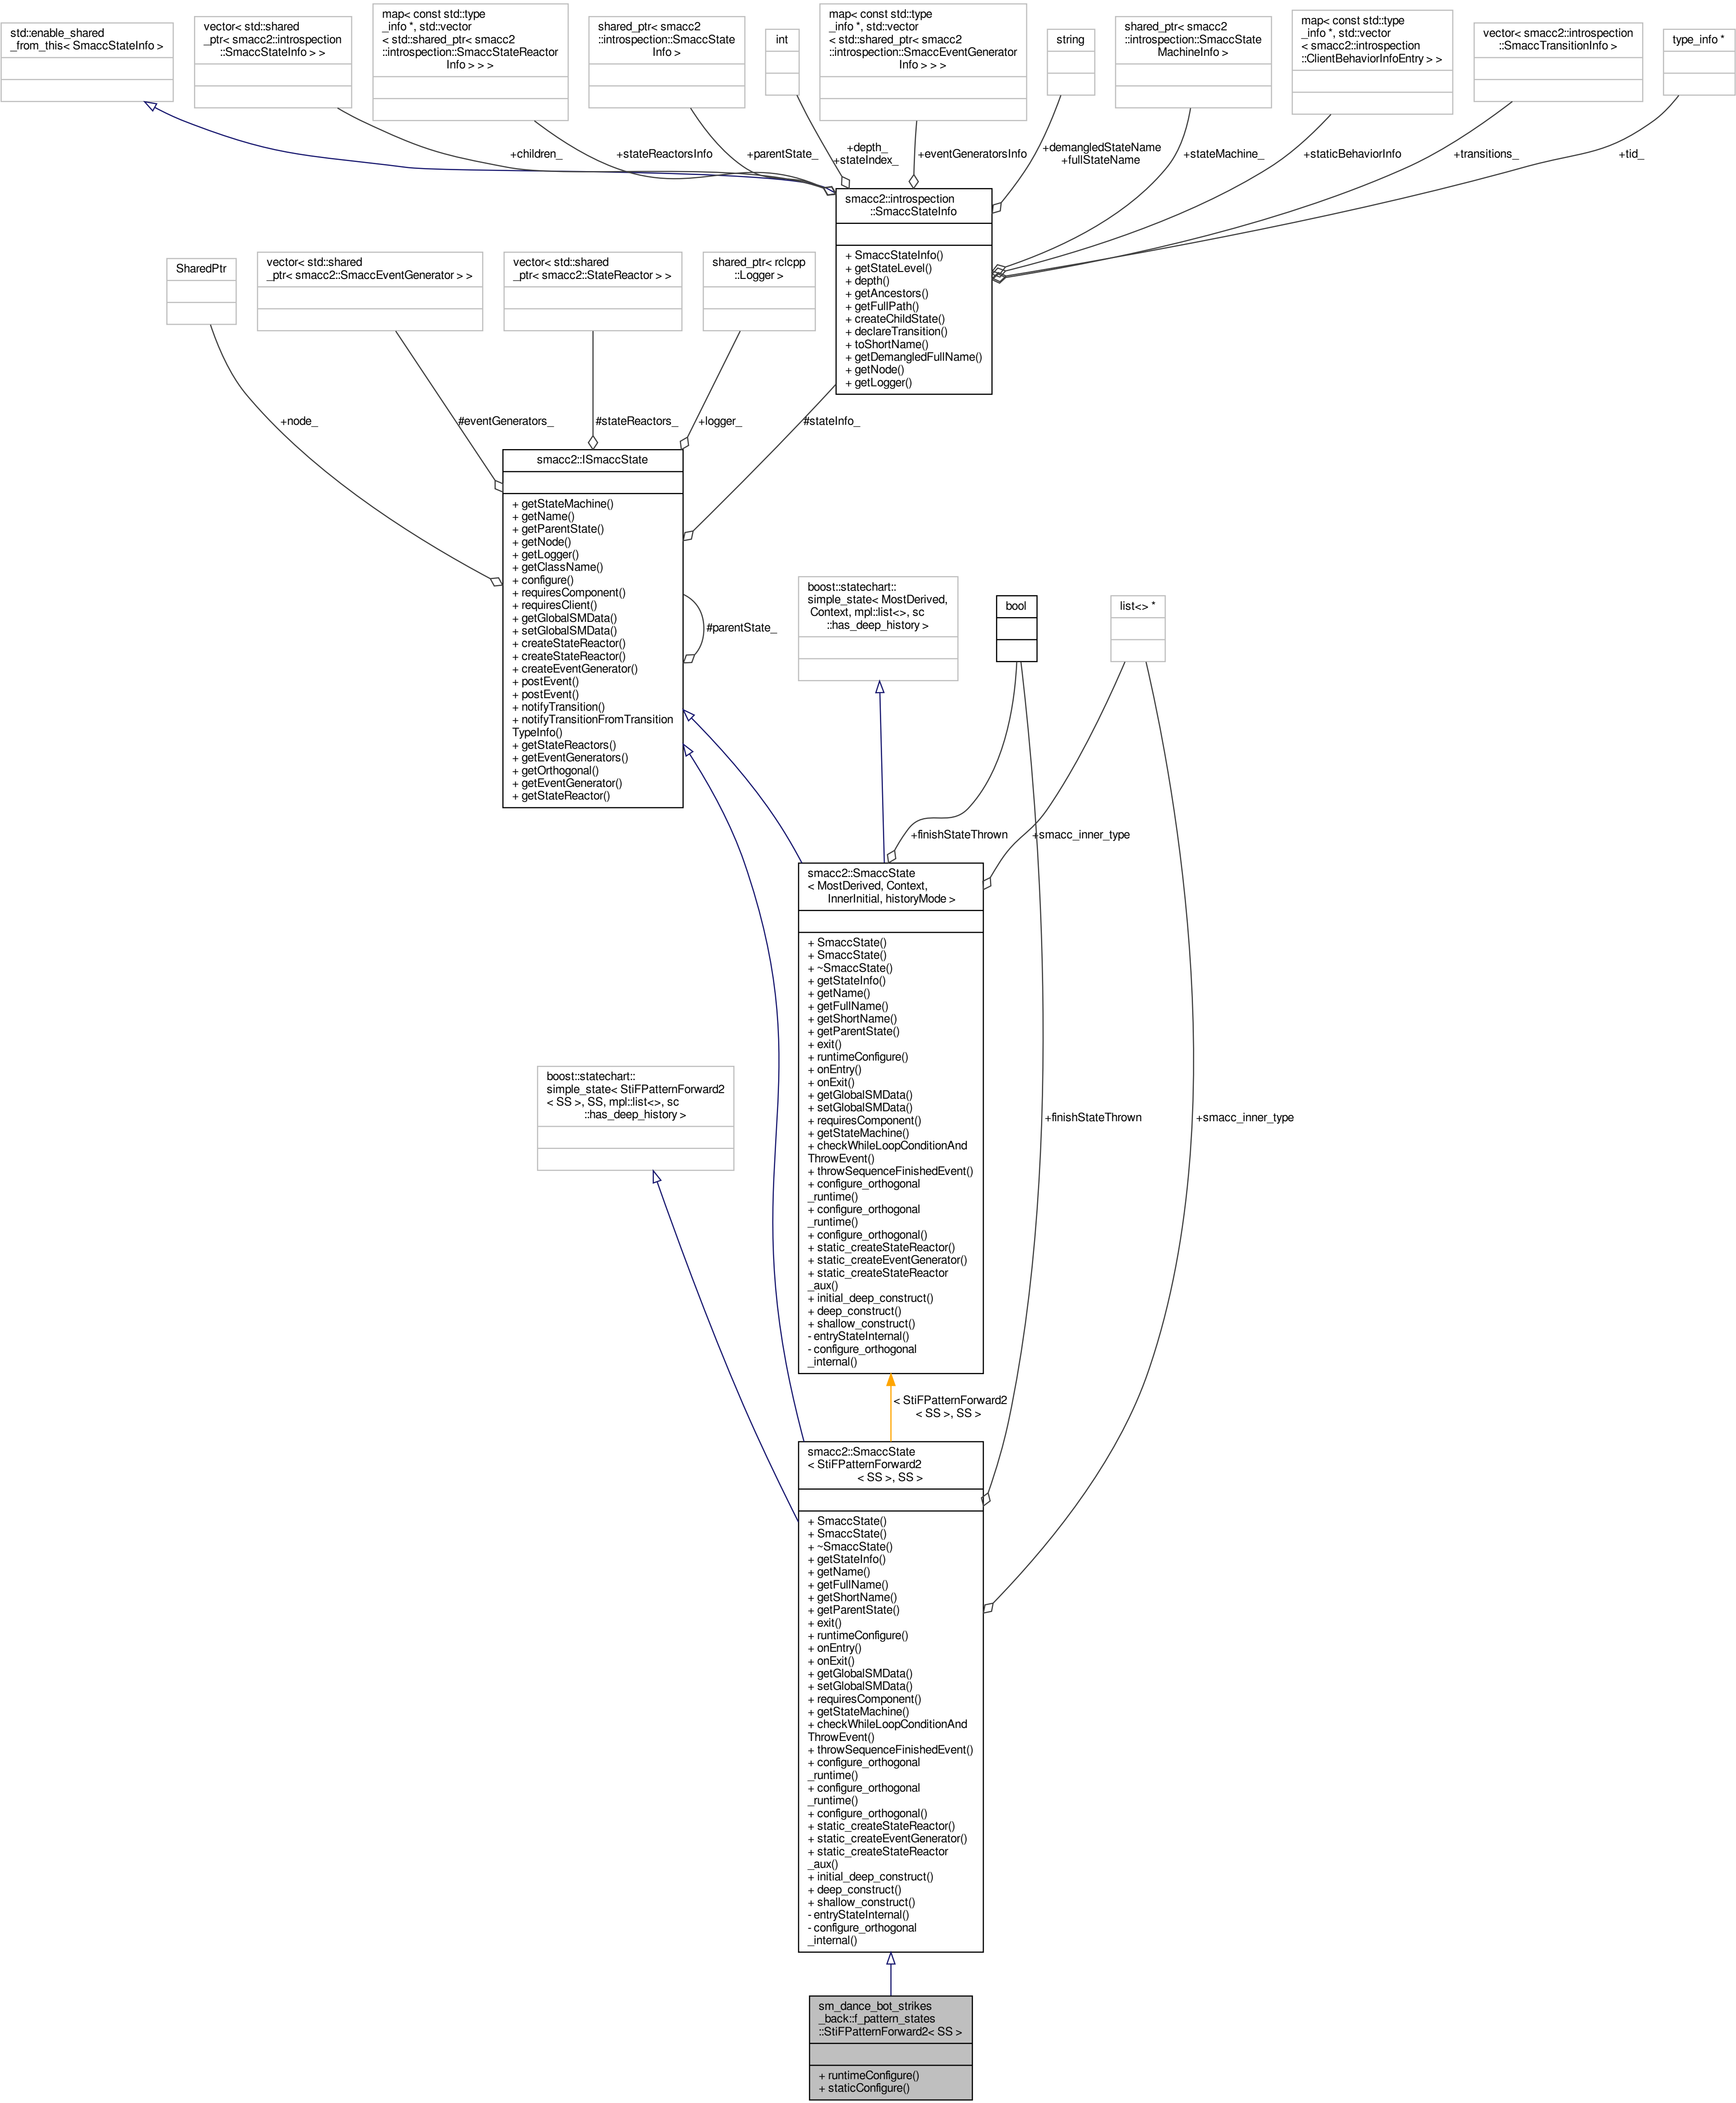 std::enable_shared
_from_this< SmaccStateInfo >
vector< std::shared
_ptr< smacc2::introspection
::SmaccStateInfo > >
map< const std::type
_info *, std::vector
< std::shared_ptr< smacc2
::introspection::SmaccStateReactor
Info > > >
shared_ptr< smacc2
::introspection::SmaccState
Info >
int
map< const std::type
_info *, std::vector
< std::shared_ptr< smacc2
::introspection::SmaccEventGenerator
Info > > >
string
shared_ptr< smacc2
::introspection::SmaccState
MachineInfo >
map< const std::type
_info *, std::vector
< smacc2::introspection
::ClientBehaviorInfoEntry > >
vector< smacc2::introspection
::SmaccTransitionInfo >
type_info *
+children_
+stateReactorsInfo
+parentState_
+depth_
+stateIndex_
+eventGeneratorsInfo
+demangledStateName
+fullStateName
+stateMachine_
+staticBehaviorInfo
+transitions_
+tid_
smacc2::introspection
::SmaccStateInfo
+ SmaccStateInfo()
+ getStateLevel()
+ depth()
+ getAncestors()
+ getFullPath()
+ createChildState()
+ declareTransition()
+ toShortName()
+ getDemangledFullName()
+ getNode()
+ getLogger()
SharedPtr
vector< std::shared
_ptr< smacc2::SmaccEventGenerator > >
vector< std::shared
_ptr< smacc2::StateReactor > >
shared_ptr< rclcpp
::Logger >
+node_
#eventGenerators_
#stateReactors_
+logger_
#stateInfo_
smacc2::ISmaccState
+ getStateMachine()
+ getName()
+ getParentState()
+ getNode()
+ getLogger()
+ getClassName()
+ configure()
+ requiresComponent()
+ requiresClient()
+ getGlobalSMData()
+ setGlobalSMData()
+ createStateReactor()
+ createStateReactor()
+ createEventGenerator()
+ postEvent()
+ postEvent()
+ notifyTransition()
+ notifyTransitionFromTransition
TypeInfo()
+ getStateReactors()
+ getEventGenerators()
+ getOrthogonal()
+ getEventGenerator()
+ getStateReactor()
#parentState_
boost::statechart::
simple_state< MostDerived,
Context, mpl::list<>, sc
::has_deep_history >
bool
list<> *
+finishStateThrown
+smacc_inner_type
smacc2::SmaccState
< MostDerived, Context,
InnerInitial, historyMode >
+ SmaccState()
+ SmaccState()
+ ~SmaccState()
+ getStateInfo()
+ getName()
+ getFullName()
+ getShortName()
+ getParentState()
+ exit()
+ runtimeConfigure()
+ onEntry()
+ onExit()
+ getGlobalSMData()
+ setGlobalSMData()
+ requiresComponent()
+ getStateMachine()
+ checkWhileLoopConditionAnd
ThrowEvent()
+ throwSequenceFinishedEvent()
+ configure_orthogonal
_runtime()
+ configure_orthogonal
_runtime()
+ configure_orthogonal()
+ static_createStateReactor()
+ static_createEventGenerator()
+ static_createStateReactor
_aux()
+ initial_deep_construct()
+ deep_construct()
+ shallow_construct()
- entryStateInternal()
- configure_orthogonal
_internal()
boost::statechart::
simple_state< StiFPatternForward2
< SS >, SS, mpl::list<>, sc
::has_deep_history >
+finishStateThrown
+smacc_inner_type
< StiFPatternForward2
< SS >, SS >
smacc2::SmaccState
< StiFPatternForward2
< SS >, SS >
+ SmaccState()
+ SmaccState()
+ ~SmaccState()
+ getStateInfo()
+ getName()
+ getFullName()
+ getShortName()
+ getParentState()
+ exit()
+ runtimeConfigure()
+ onEntry()
+ onExit()
+ getGlobalSMData()
+ setGlobalSMData()
+ requiresComponent()
+ getStateMachine()
+ checkWhileLoopConditionAnd
ThrowEvent()
+ throwSequenceFinishedEvent()
+ configure_orthogonal
_runtime()
+ configure_orthogonal
_runtime()
+ configure_orthogonal()
+ static_createStateReactor()
+ static_createEventGenerator()
+ static_createStateReactor
_aux()
+ initial_deep_construct()
+ deep_construct()
+ shallow_construct()
- entryStateInternal()
- configure_orthogonal
_internal()
sm_dance_bot_strikes
_back::f_pattern_states
::StiFPatternForward2< SS >
+ runtimeConfigure()
+ staticConfigure()